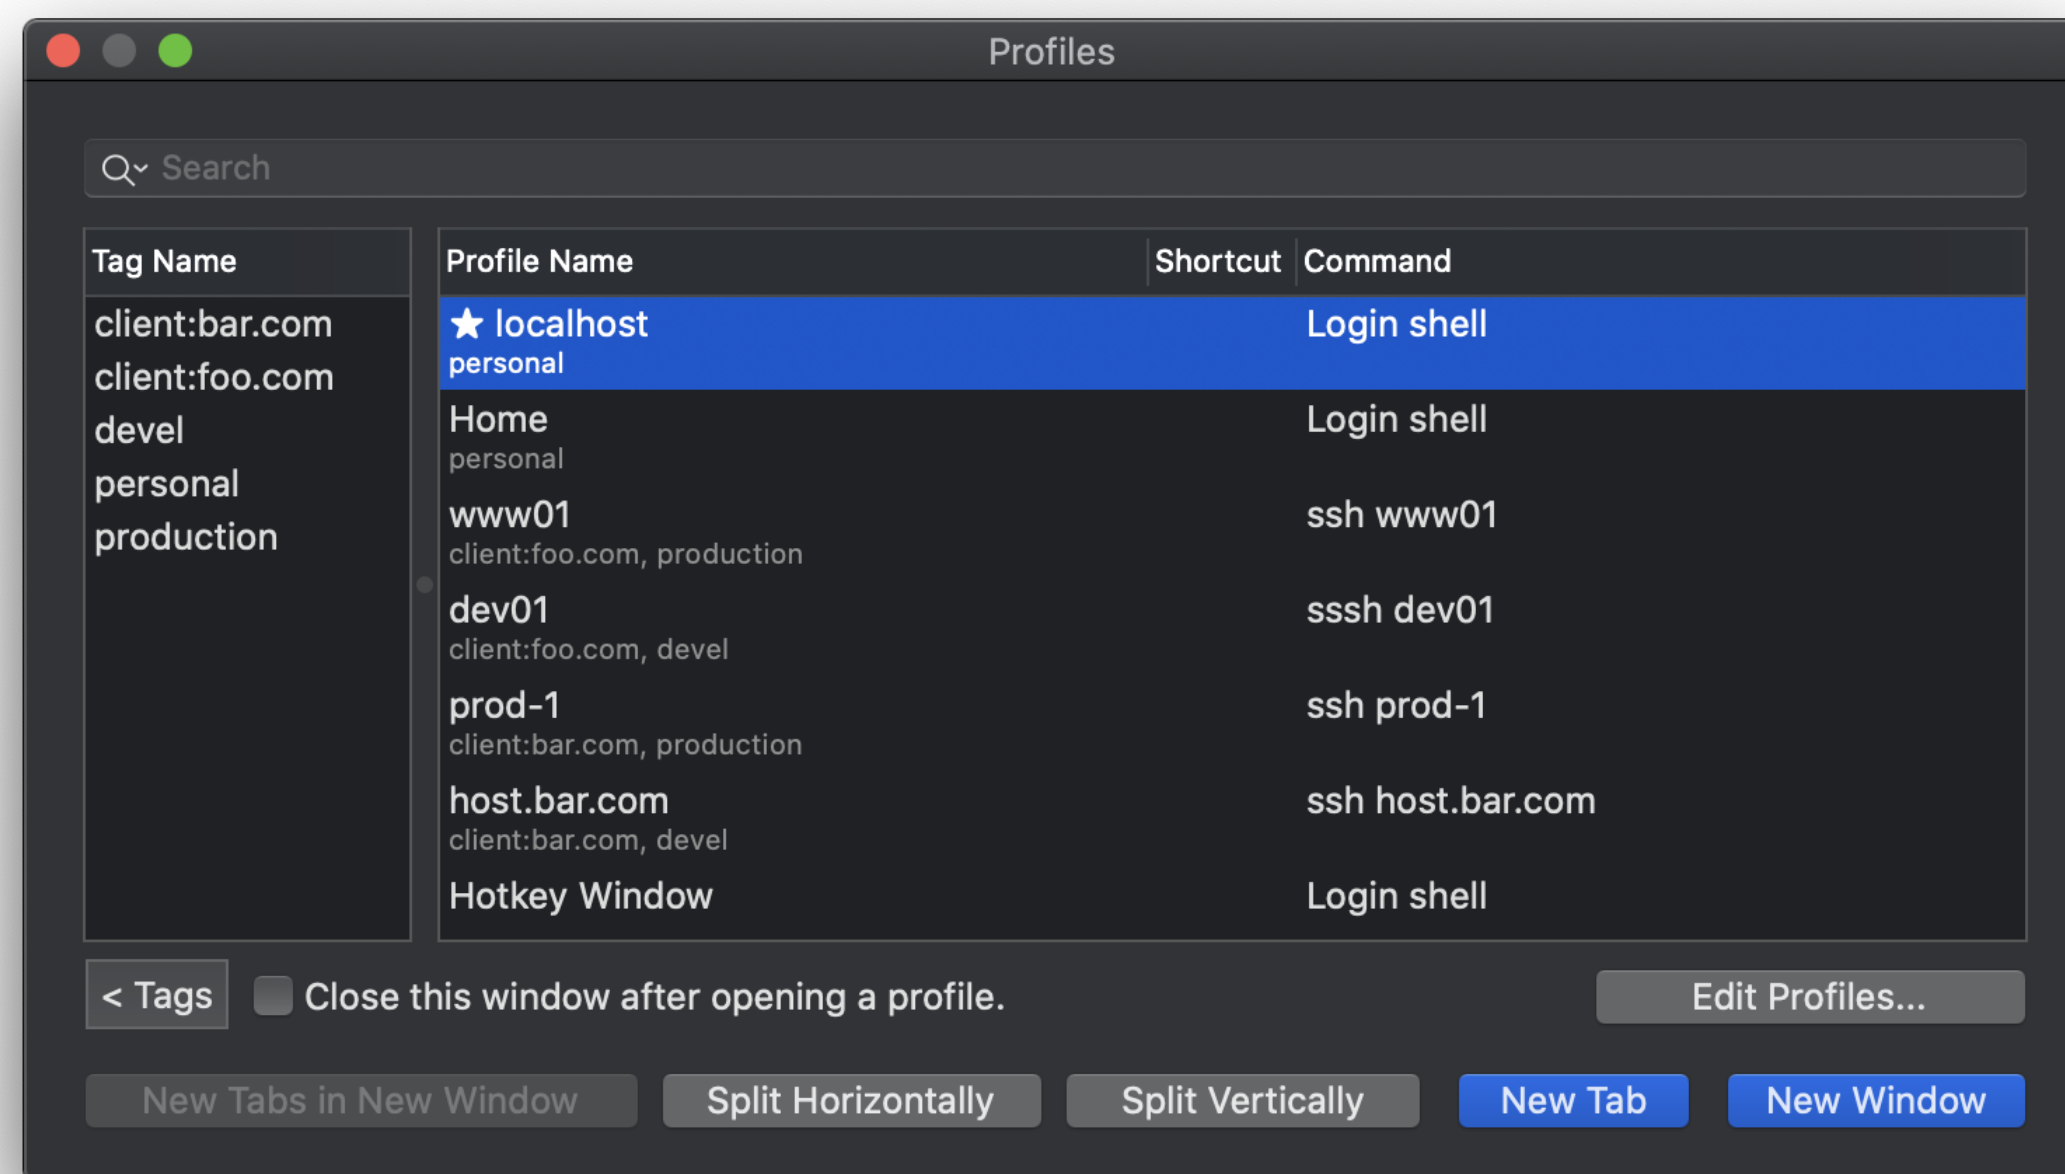 Profiles
Search
Tag Name
client:bar.com
client:foo.com
devel
personal
production
Profile Name Shortcut Command
★ localhost Login shell
personal
Home Login shell
personal
www01 ssh www01
client:foo.com, production
dev01 sssh dev01
client:foo.com, devel
prod-1 ssh prod-1
client:bar.com, production
host.bar.com ssh host.bar.com
client:bar.com, devel
Hotkey Window Login shell
< Tags Close this window after opening a profile. Edit Profiles...
New Tabs in New Window Split Horizontally Split Vertically New Tab New Window